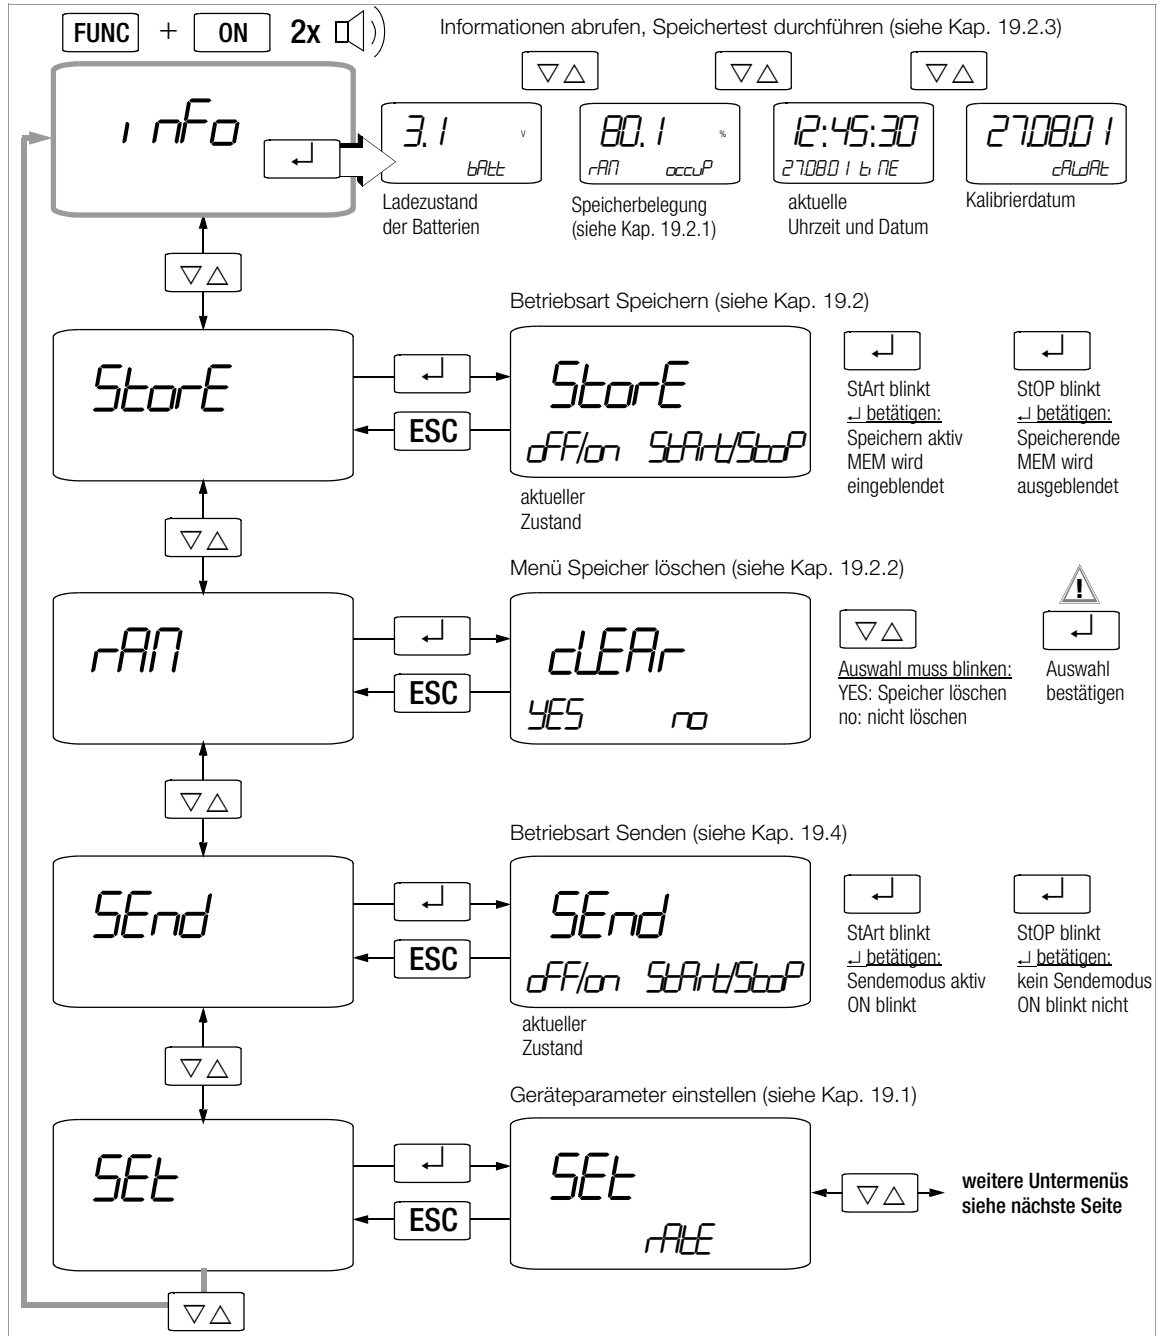 FUNC + ON 2x
Informationen abrufen, Speichertest durchführen (siehe Kap. 19.2.3)
▽△ ▽△ ▽△
inFo
↵
3.1 V
bAtt
Ladezustand
der Batterien
80.1 %
rAM occuP
Speicherbelegung
(siehe Kap. 19.2.1)
12:45:30
27.08.01 tiME
aktuelle
Uhrzeit und Datum
27.08.01
cALdAt
Kalibrierdatum
▽△
Betriebsart Speichern (siehe Kap. 19.2)
StorE
↵
ESC
StorE
oFF/on StArt/StoP
aktueller
Zustand
↵
StArt blinkt
↵ betätigen:
Speichern aktiv
MEM wird
eingeblendet
↵
StOP blinkt
↵ betätigen:
Speicherende
MEM wird
ausgeblendet
▽△
Menü Speicher löschen (siehe Kap. 19.2.2)
rAM
↵
ESC
cLEAr
YES no
▽△
Auswahl muss blinken:
YES: Speicher löschen
no: nicht löschen
!
↵
Auswahl
bestätigen
▽△
Betriebsart Senden (siehe Kap. 19.4)
SEnd
↵
ESC
SEnd
oFF/on StArt/StoP
aktueller
Zustand
↵
StArt blinkt
↵ betätigen:
Sendemodus aktiv
ON blinkt
↵
StOP blinkt
↵ betätigen:
kein Sendemodus
ON blinkt nicht
▽△
Geräteparameter einstellen (siehe Kap. 19.1)
SEt
↵
ESC
SEt
rAtE
▽△
weitere Untermenüs
siehe nächste Seite
▽△